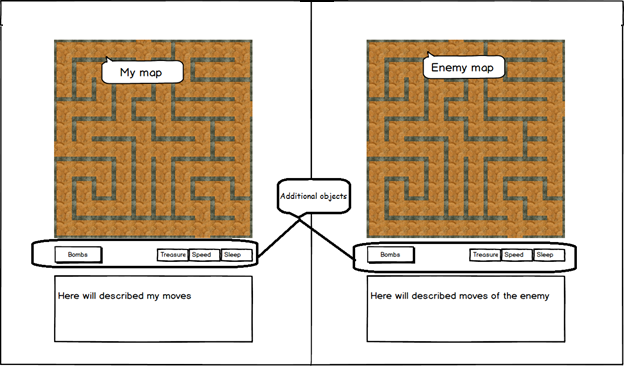 My map
Enemy map
Additional objects
Bombs
Treasure
Speed
Sleep
Bombs
Treasure
Speed
Sleep
Here will described my moves
Here will described moves of the enemy